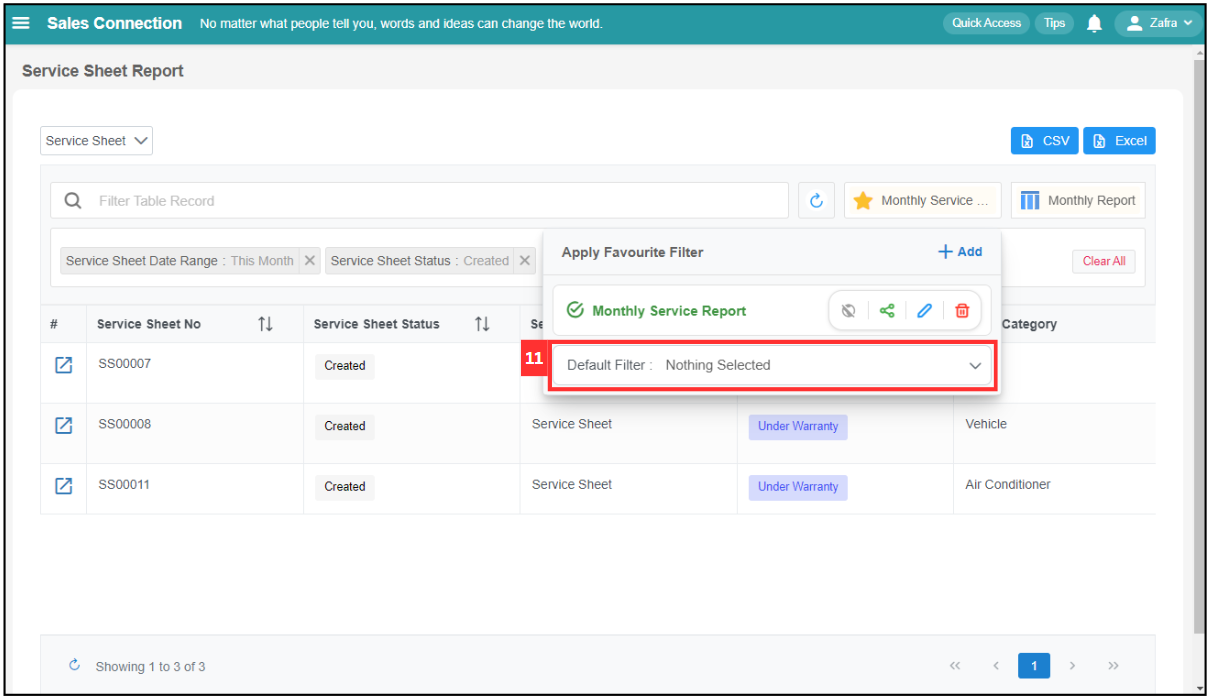 Sales Connection No matter what people tell you, words and ideas can change the world. Quick Access Tips Zafra
Service Sheet Report
Service Sheet CSV Excel
Filter Table Record Monthly Service ... Monthly Report
Service Sheet Date Range : This Month Service Sheet Status : Created Clear All
Apply Favourite Filter + Add
Monthly Service Report
11 Default Filter : Nothing Selected
# Service Sheet No Service Sheet Status Se Category
SS00007 Created
SS00008 Created Service Sheet Under Warranty Vehicle
SS00011 Created Service Sheet Under Warranty Air Conditioner
Showing 1 to 3 of 3 << < 1 > >>